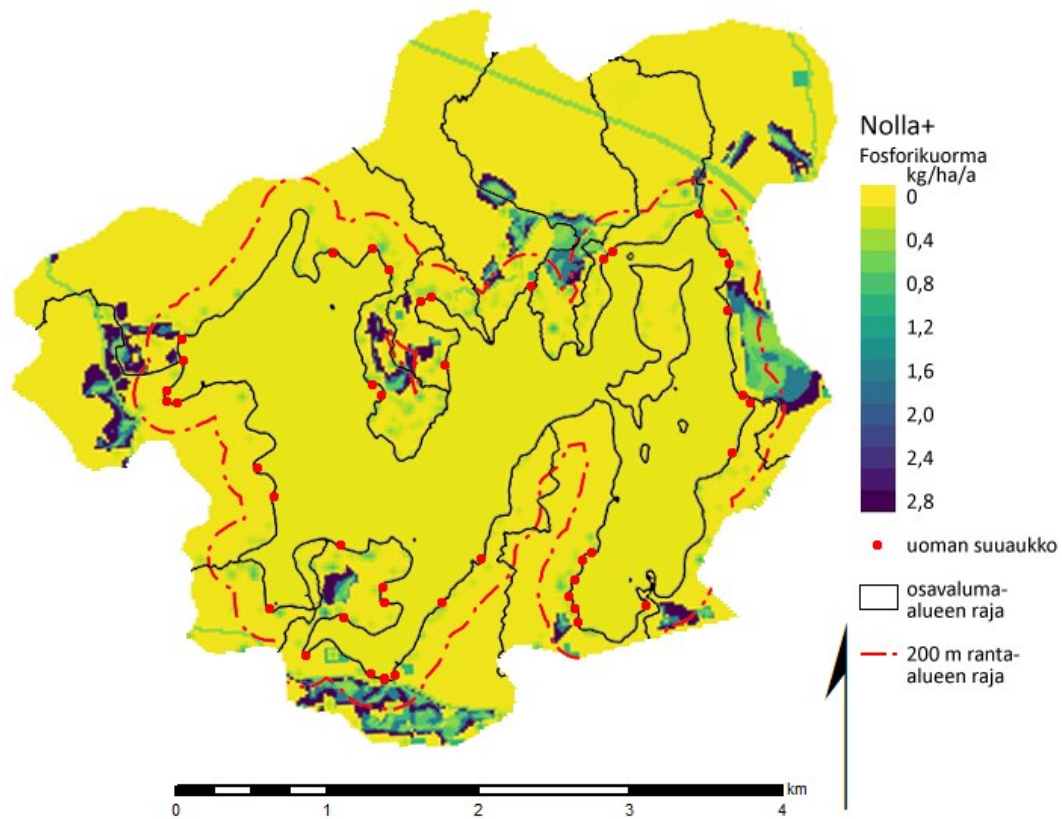 Nolla+
Fosforikuorma
kg/ha/a
0
0,4
0,8
1,2
1,6
2,0
2,4
2,8
uoman suuaukko
osavaluma-
alueen raja
200 m ranta-
alueen raja
km
0 1 2 3 4